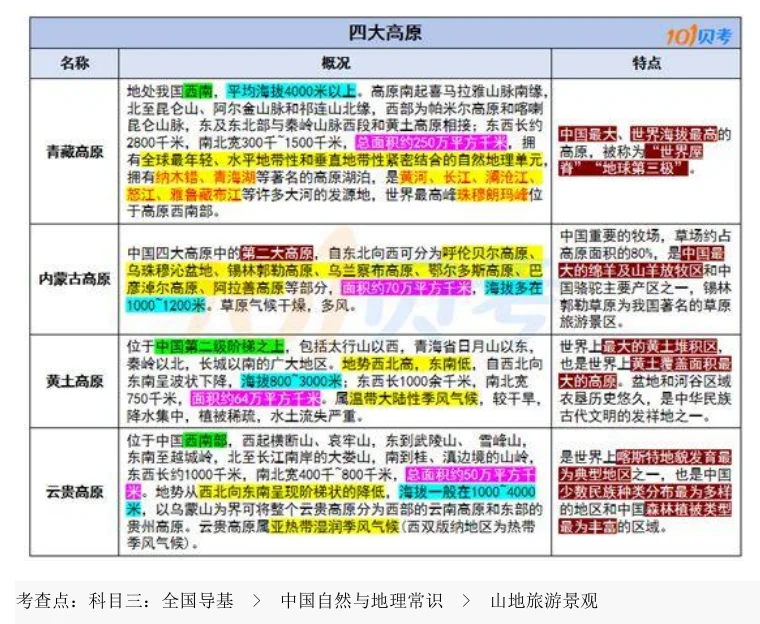 四大高原
101贝考
名称 概况 特点
青藏高原
地处我国西南，平均海拔4000米以上。高原南起喜马拉雅山脉南缘，
北至昆仑山、阿尔金山脉和祁连山北缘，西部为帕米尔高原和喀喇
昆仑山脉，东及东北部与秦岭山脉西段和黄土高原相接；东西长约
2800千米，南北宽300千~1500千米，总面积约250万平方千米，拥
有全球最年轻、水平地带性和垂直地带性紧密结合的自然地理单元，
拥有纳木错、青海湖等著名的高原湖泊，是黄河、长江、澜沧江、
怒江、雅鲁藏布江等许多大河的发源地，世界最高峰珠穆朗玛峰位
于高原西南部。
中国最大、世界海拔最高的
高原，被称为“世界屋
脊”“地球第三极”。
内蒙古高原
中国四大高原中的第二大高原，自东北向西可分为呼伦贝尔高原、
乌珠穆沁盆地、锡林郭勒高原、乌兰察布高原、鄂尔多斯高原、巴
彦淖尔高原、阿拉善高原等部分，面积约70万平方千米，海拔多在
1000~1200米。草原气候干燥，多风。
中国重要的牧场，草场约占
高原面积的80%，是中国最
大的绵羊及山羊放牧区和中
国骆驼主要产区之一，锡林
郭勒草原为我国著名的草原
旅游景区。
黄土高原
位于中国第二级阶梯之上，包括太行山以西，青海省日月山以东，
秦岭以北，长城以南的广大地区。地势西北高，东南低，自西北向
东南呈波状下降，海拔800~3000米；东西长1000余千米，南北宽
750千米，面积约64万平方千米。属温带大陆性季风气候，较干旱，
降水集中，植被稀疏，水土流失严重。
世界上最大的黄土堆积区，
也是世界上黄土覆盖面积最
大的高原。盆地和河谷区域
农垦历史悠久，是中华民族
古代文明的发祥地之一。
云贵高原
位于中国西南部，西起横断山、哀牢山，东到武陵山、 雪峰山，
东南至越城岭，北至长江南岸的大娄山，南到桂、滇边境的山岭，
东西长约1000千米，南北宽400千~800千米，总面积约50万平方千
米。地势从西北向东南呈现阶梯状的降低，海拔一般在1000~4000
米，以乌蒙山为界可将整个云贵高原分为西部的云南高原和东部的
贵州高原。云贵高原属亚热带湿润季风气候(西双版纳地区为热带
季风气候)。
是世界上喀斯特地貌发育最
为典型地区之一，也是中国
少数民族种类分布最为多样
的地区和中国森林植被类型
最为丰富的区域。
考查点：科目三：全国导基 > 中国自然与地理常识 > 山地旅游景观